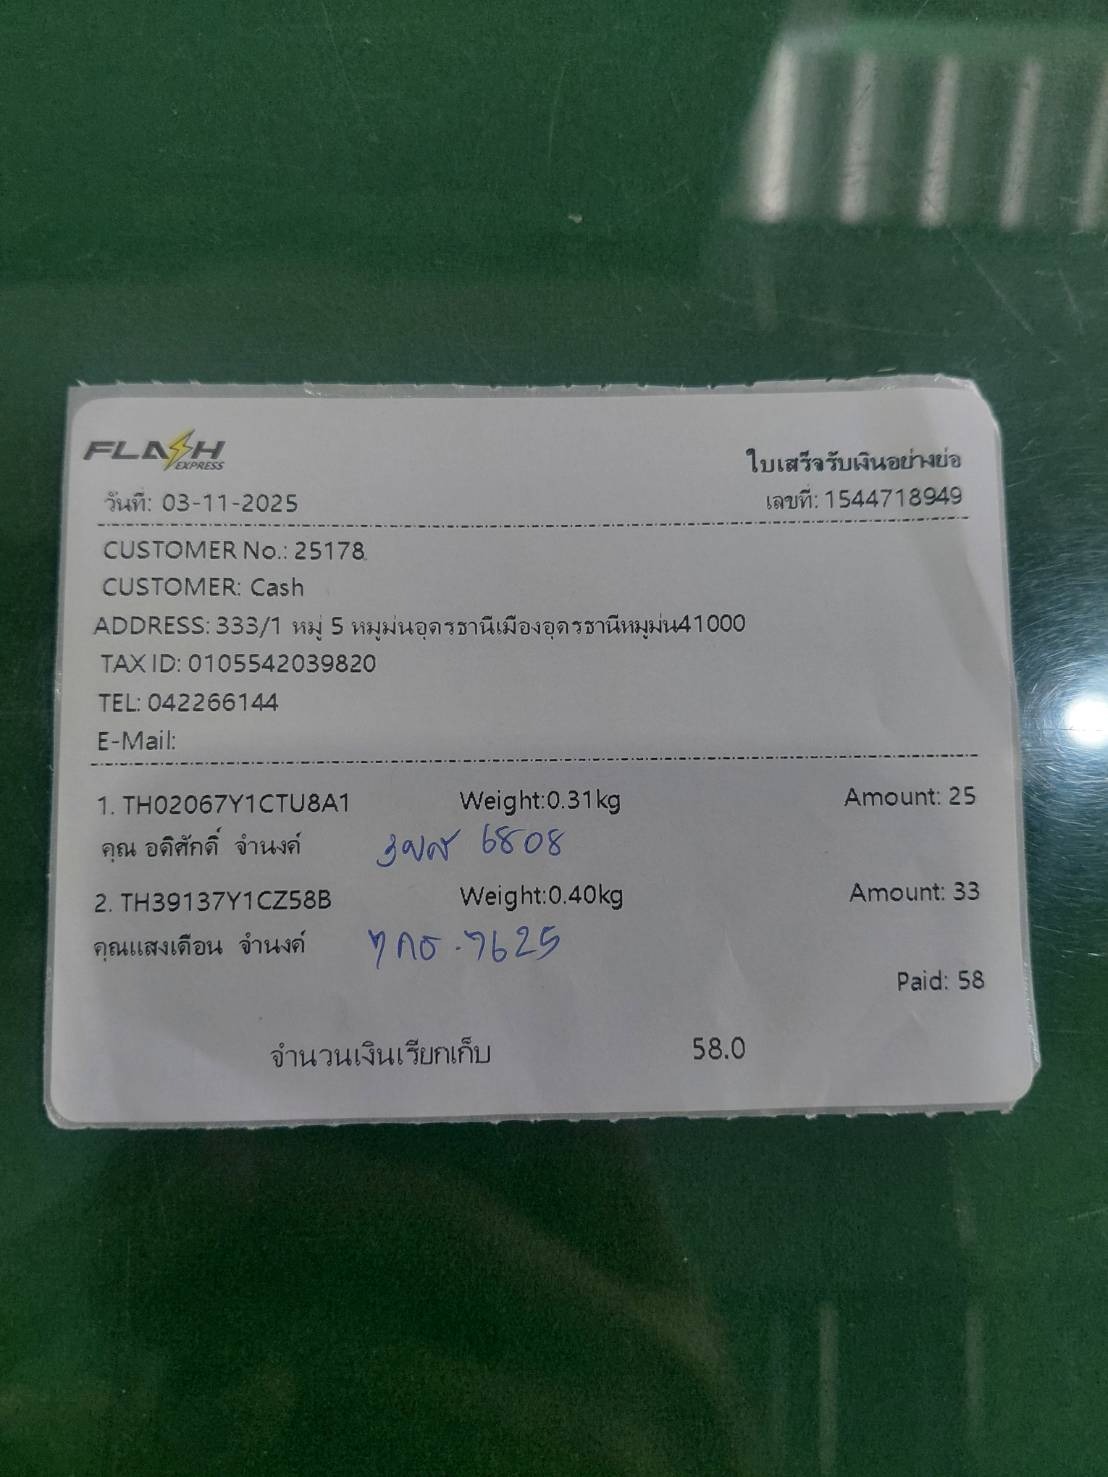 FLASH EXPRESS
ใบเสร็จรับเงินอย่างย่อ
วันที่: 03-11-2025
เลขที่: 1544718949
CUSTOMER No.: 25178
CUSTOMER: Cash
ADDRESS: 333/1 หมู่ 5 หมูม่นอุดรธานีเมืองอุดรธานีหมูม่น41000
TAX ID: 0105542039820
TEL: 042266144
E-Mail:
1. TH02067Y1CTU8A1 Weight:0.31kg Amount: 25
คุณ อดิศักดิ์ จำนงค์ 6808
2. TH39137Y1CZ58B Weight:0.40kg Amount: 33
คุณแสงเดือน จำนงค์ 7625
Paid: 58
จำนวนเงินเรียกเก็บ 58.0